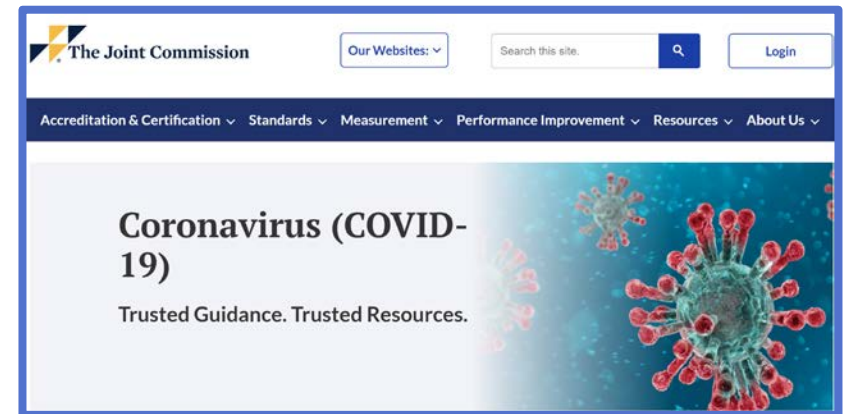 The Joint Commission
Our Websites:
Search this site.
Login
Accreditation & Certification Standards Measurement Performance Improvement Resources About Us
Coronavirus (COVID-
19)
Trusted Guidance. Trusted Resources.